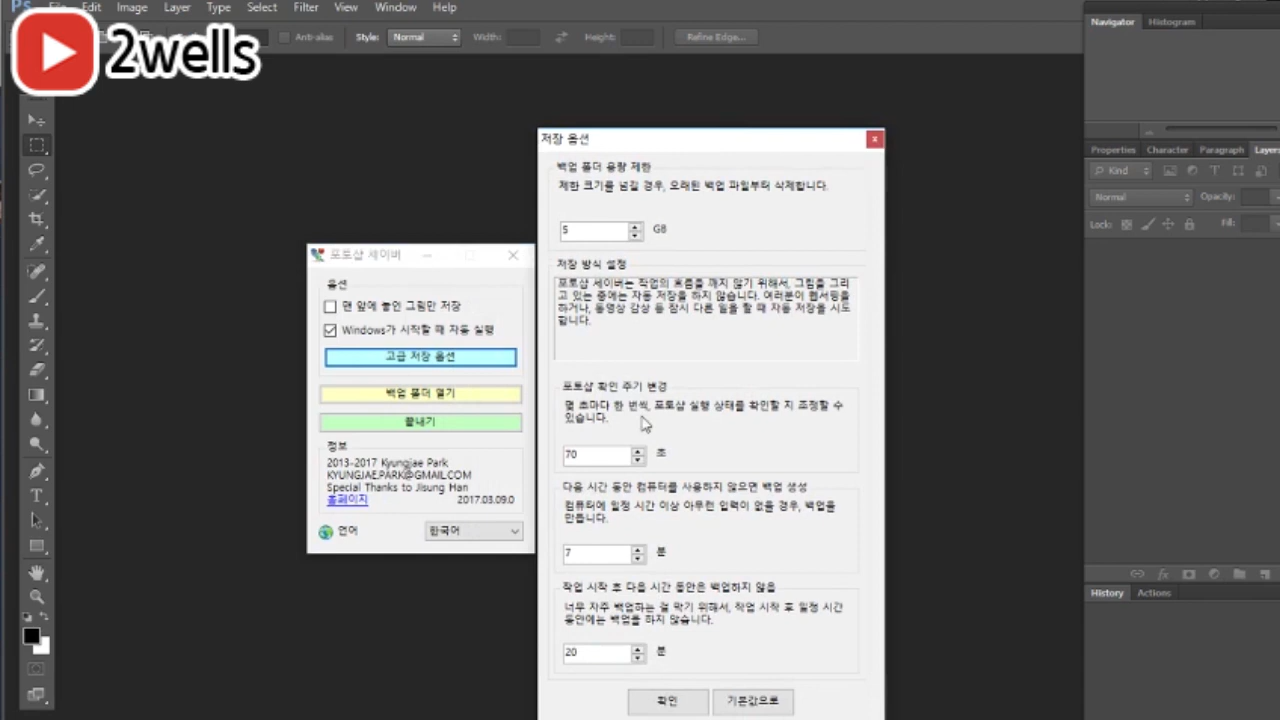 Ps File Edit Image Layer Type Select Filter View Window Help
2wells
Anti-alias Style: Normal Width: Height: Refine Edge...
Navigator Histogram
Properties Character Paragraph Layers
Kind
Normal Opacity:
Lock: Fill:
History Actions
포토샵 세이버
옵션
맨 앞에 놓인 그림만 저장
Windows가 시작할 때 자동 실행
고급 저장 옵션
백업 폴더 열기
끝내기
정보
2013-2017 Kyungjae Park
KYUNGJAE.PARK@GMAIL.COM
Special Thanks to Jisung Han
홈페이지 2017.03.09.0
언어 한국어
저장 옵션
백업 폴더 용량 제한
제한 크기를 넘길 경우, 오래된 백업 파일부터 삭제합니다.
5 GB
저장 방식 설정
포토샵 세이버는 작업의 흐름을 깨지 않기 위해서, 그림을 그리
고 있는 중에는 자동 저장을 하지 않습니다. 여러분이 웹서핑을
하거나, 동영상 감상 등 잠시 다른 일을 할 때 자동 저장을 시도
합니다.
포토샵 확인 주기 변경
몇 초마다 한 번씩, 포토샵 실행 상태를 확인할 지 조정할 수
있습니다.
70 초
다음 시간 동안 컴퓨터를 사용하지 않으면 백업 생성
컴퓨터에 일정 시간 이상 아무런 입력이 없을 경우, 백업을
만듭니다.
7 분
작업 시작 후 다음 시간 동안은 백업하지 않음
너무 자주 백업하는 걸 막기 위해서, 작업 시작 후 일정 시간
동안에는 백업을 하지 않습니다.
20 분
확인 기본값으로